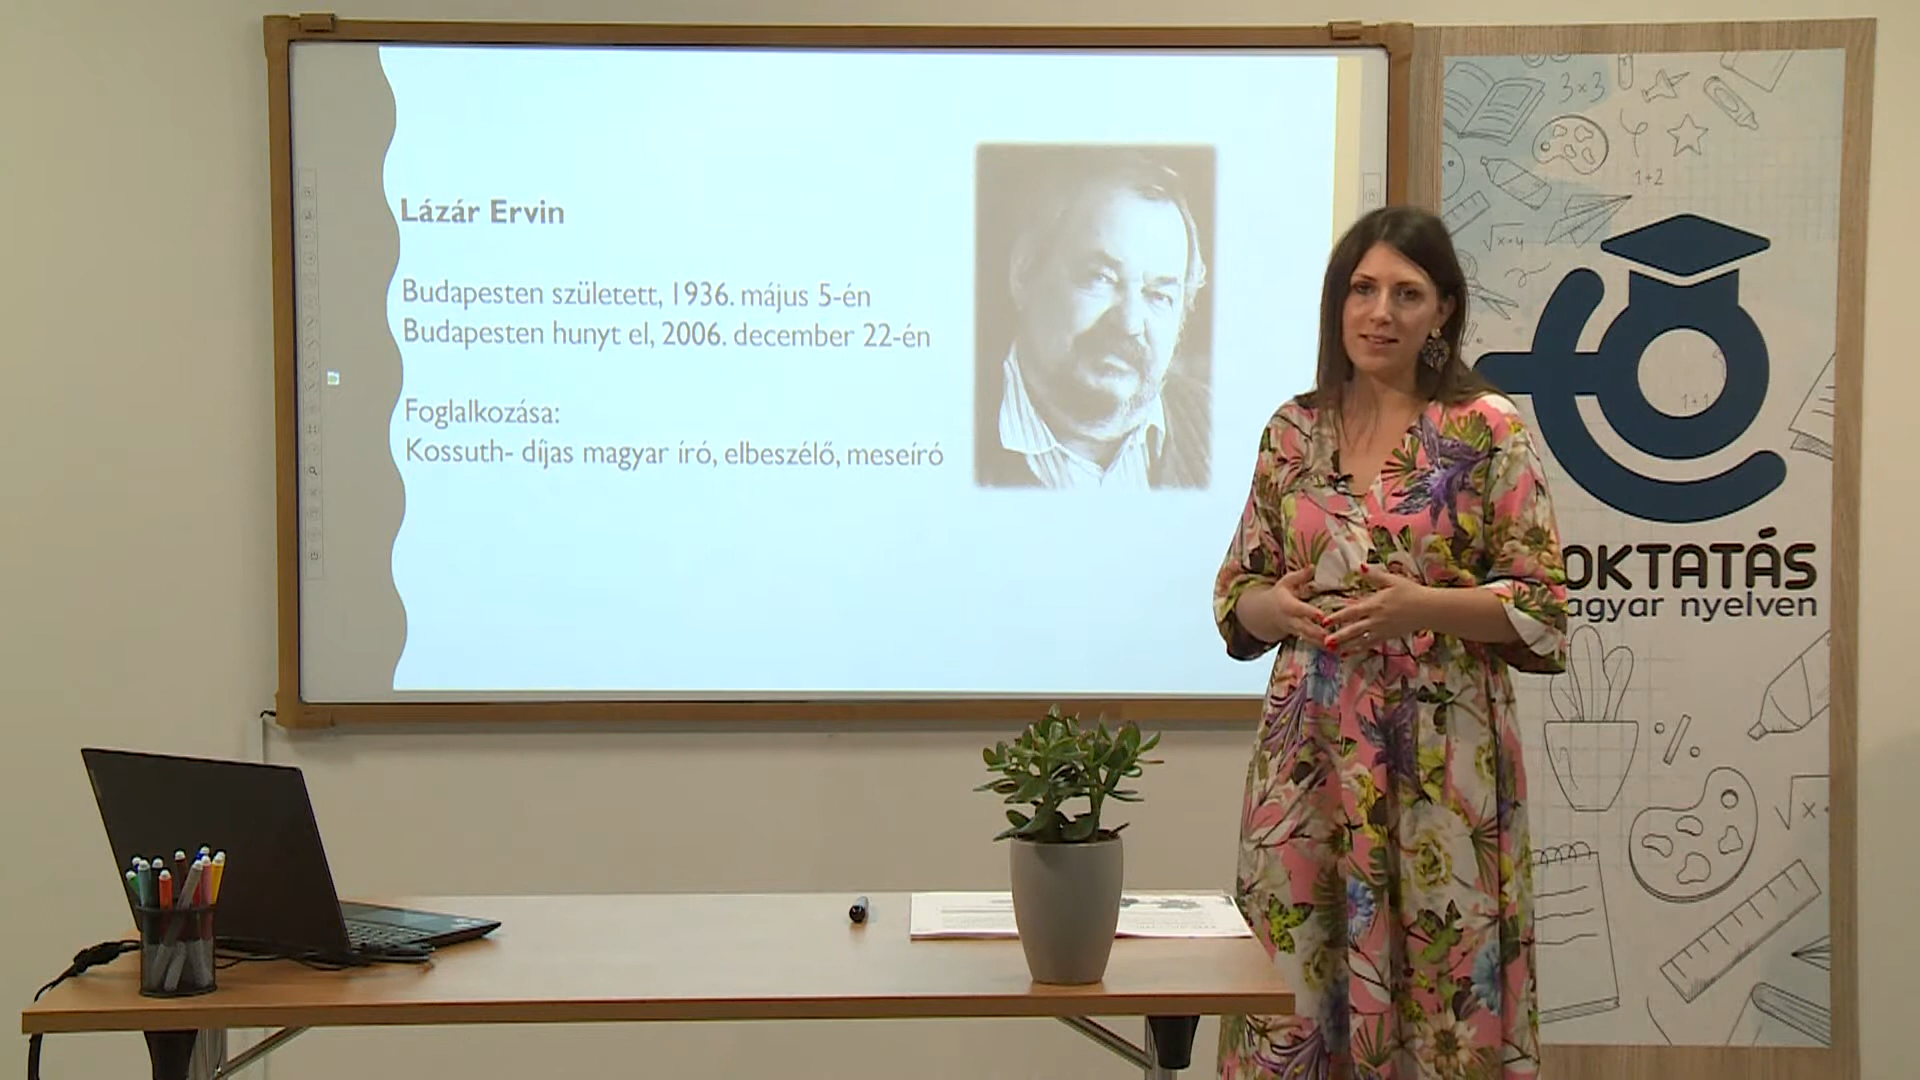 Lázár Ervin
Budapesten született, 1936. május 5-én
Budapesten hunyt el, 2006. december 22-én
Foglalkozása:
Kossuth- díjas magyar író, elbeszélő, meseíró
3×3
1+2
√x+y
1+1
OKTATÁS
agyar nyelven